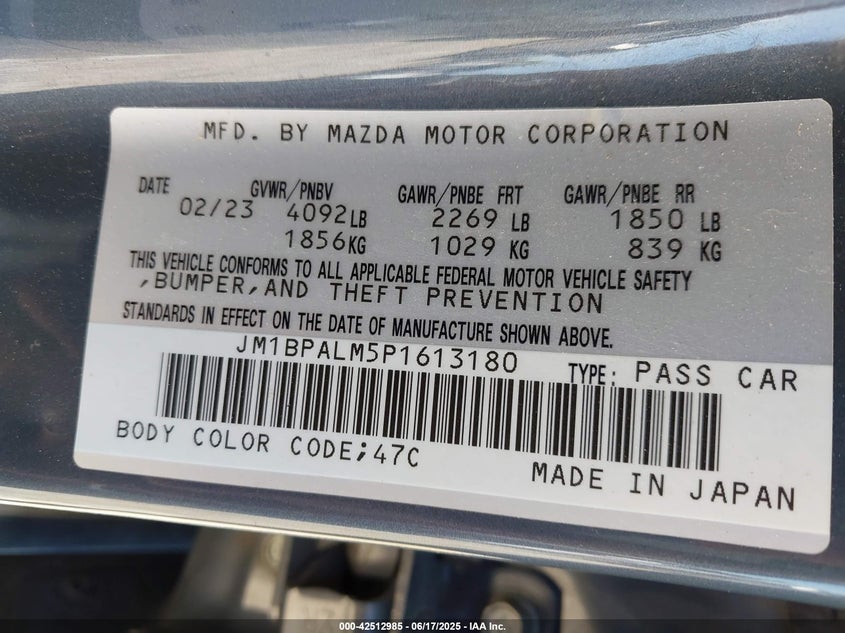 MFD. BY MAZDA MOTOR CORPORATION
DATE GVWR/PNBV GAWR/PNBE FRT GAWR/PNBE RR
02/23 4092LB 2269 LB 1850 LB
1856KG 1029 KG 839 KG
THIS VEHICLE CONFORMS TO ALL APPLICABLE FEDERAL MOTOR VEHICLE SAFETY
,BUMPER,AND THEFT PREVENTION
STANDARDS IN EFFECT ON THE DATE OF MANUFACTURE SHOWN ABOVE.
JM1BPALM5P1613180 TYPE: PASS CAR
BODY COLOR CODE;47C
MADE IN JAPAN
000-42512985 - 06/17/2025 - IAA, Inc.